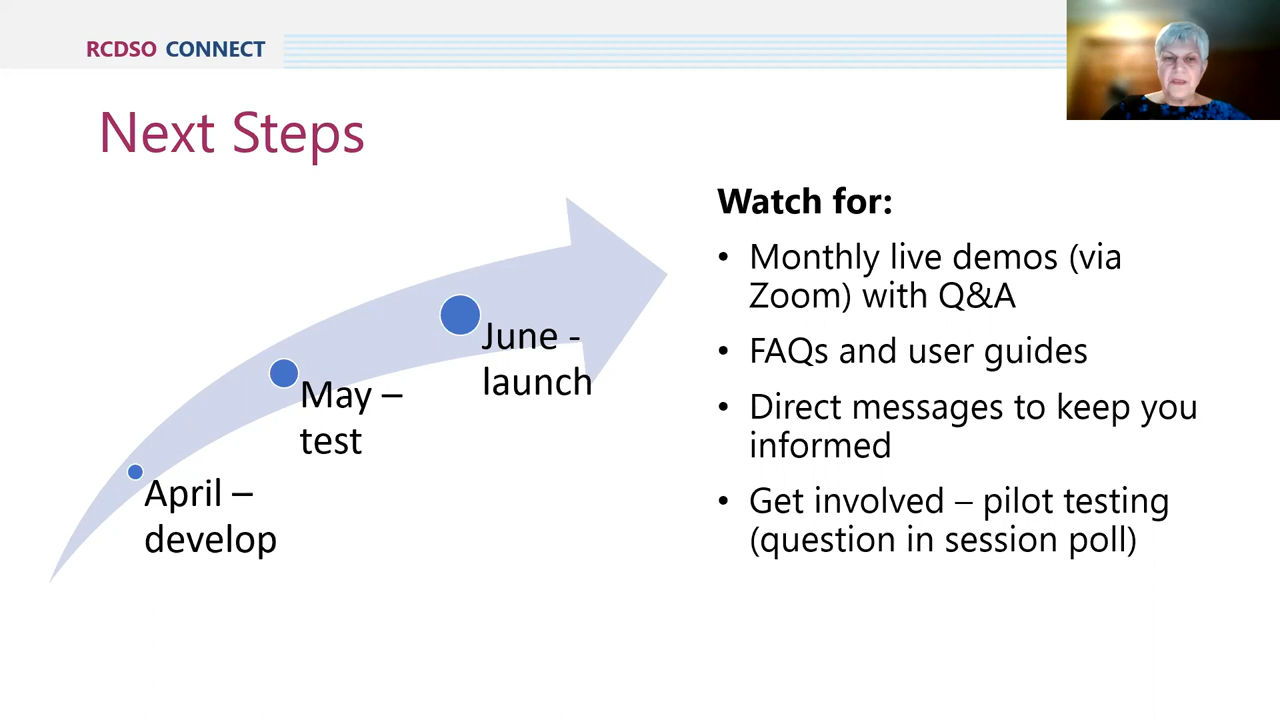 RCDSO CONNECT
Next Steps
June -
launch
May –
test
April –
develop
Watch for:
• Monthly live demos (via
Zoom) with Q&A
• FAQs and user guides
• Direct messages to keep you
informed
• Get involved – pilot testing
(question in session poll)